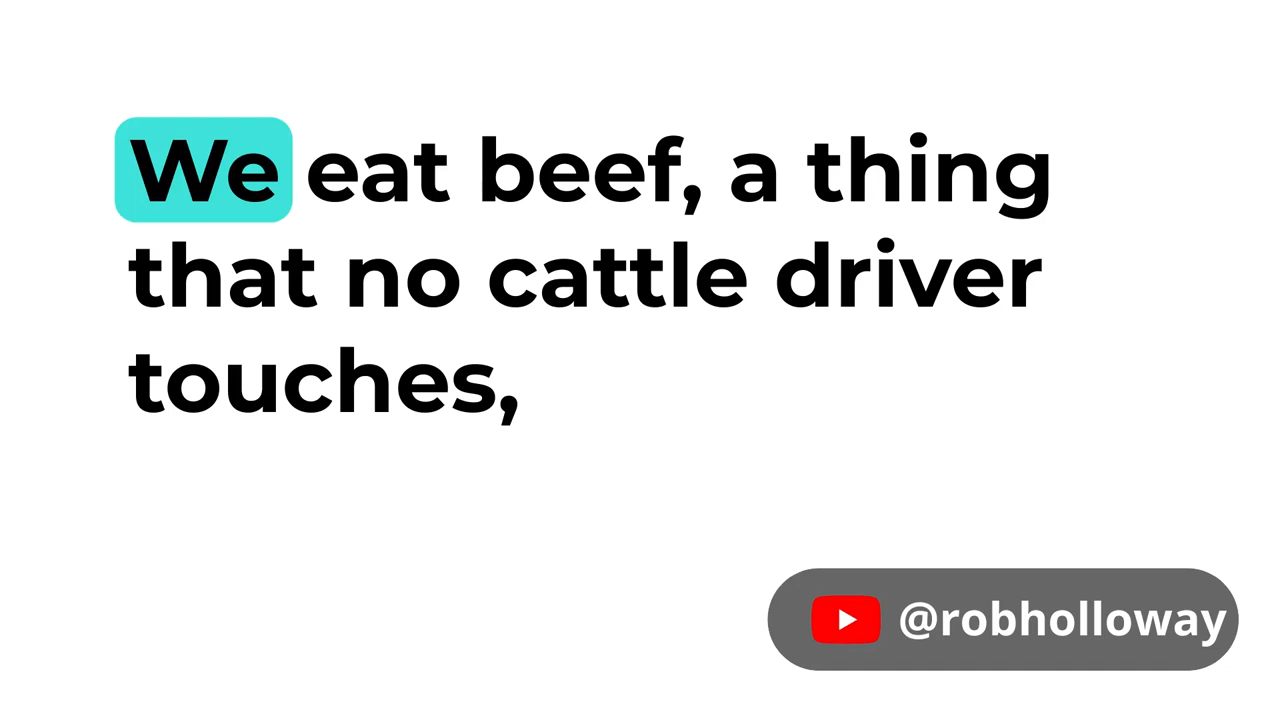 We eat beef, a thing
that no cattle driver
touches,
@robholloway